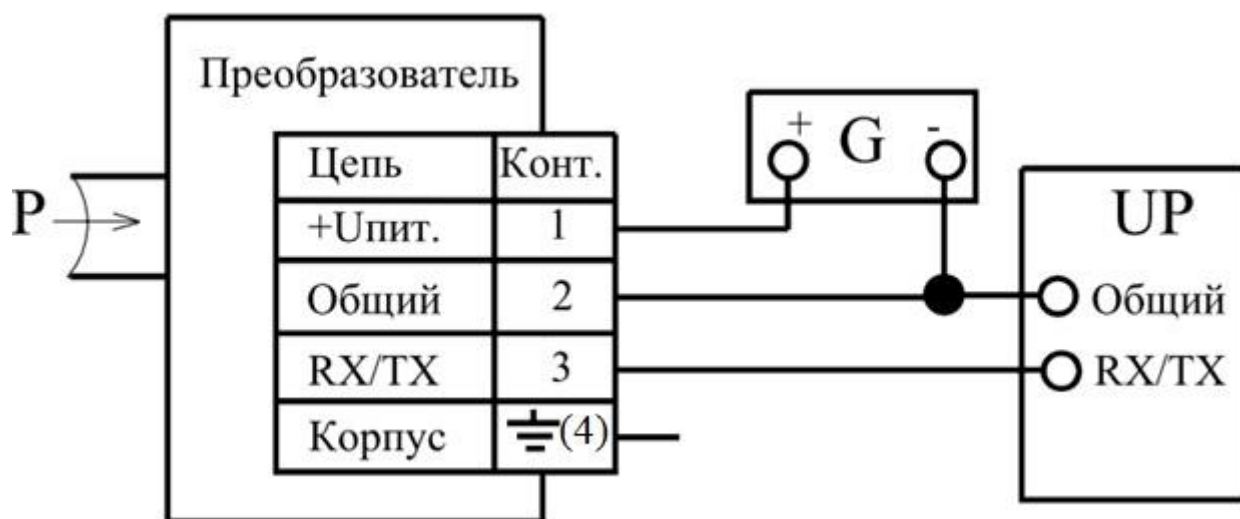 Преобразователь
Цепь Конт.
+Uпит. 1
Общий 2
RX/TX 3
Корпус (4)
P
+ G -
UP
Общий
RX/TX